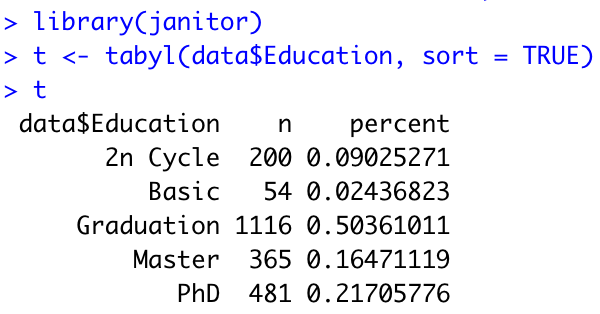 > library(janitor)
> t <- tabyl(data$Education, sort = TRUE)
> t
data$Education n percent
2n Cycle 200 0.09025271
Basic 54 0.02436823
Graduation 1116 0.50361011
Master 365 0.16471119
PhD 481 0.21705776